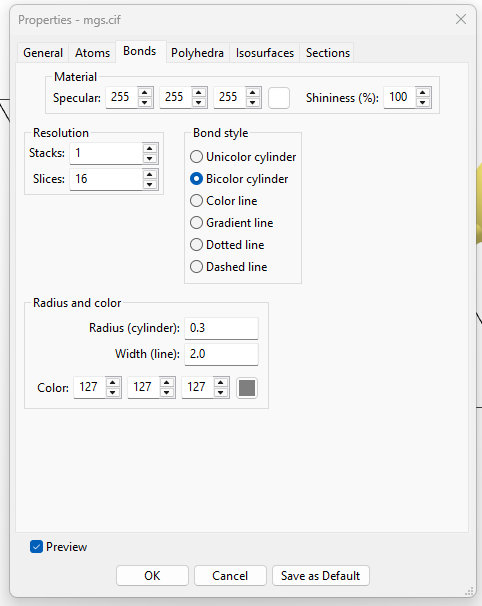 Properties - mgs.cif
General Atoms Bonds Polyhedra Isosurfaces Sections
Material
Specular: 255 255 255 Shininess (%): 100
Resolution
Stacks: 1
Slices: 16
Bond style
Unicolor cylinder
Bicolor cylinder
Color line
Gradient line
Dotted line
Dashed line
Radius and color
Radius (cylinder): 0.3
Width (line): 2.0
Color: 127 127 127
Preview
OK Cancel Save as Default